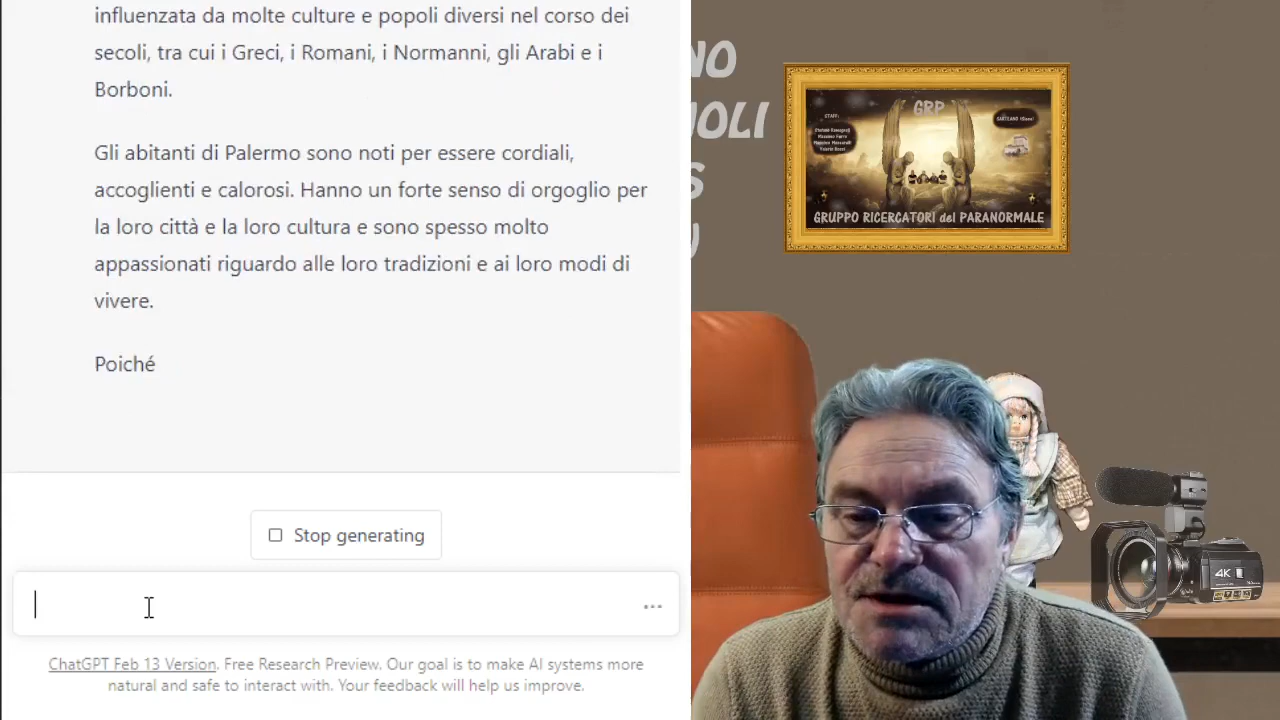 influenzata da molte culture e popoli diversi nel corso dei
secoli, tra cui i Greci, i Romani, i Normanni, gli Arabi e i
Borboni.
Gli abitanti di Palermo sono noti per essere cordiali,
accoglienti e calorosi. Hanno un forte senso di orgoglio per
la loro città e la loro cultura e sono spesso molto
appassionati riguardo alle loro tradizioni e ai loro modi di
vivere.
Poiché
Stop generating
ChatGPT Feb 13 Version. Free Research Preview. Our goal is to make AI systems more
natural and safe to interact with. Your feedback will help us improve.
NO
OLI
S
GRP
STAFF:
GRUPPO RICERCATORI del PARANORMALE
4K